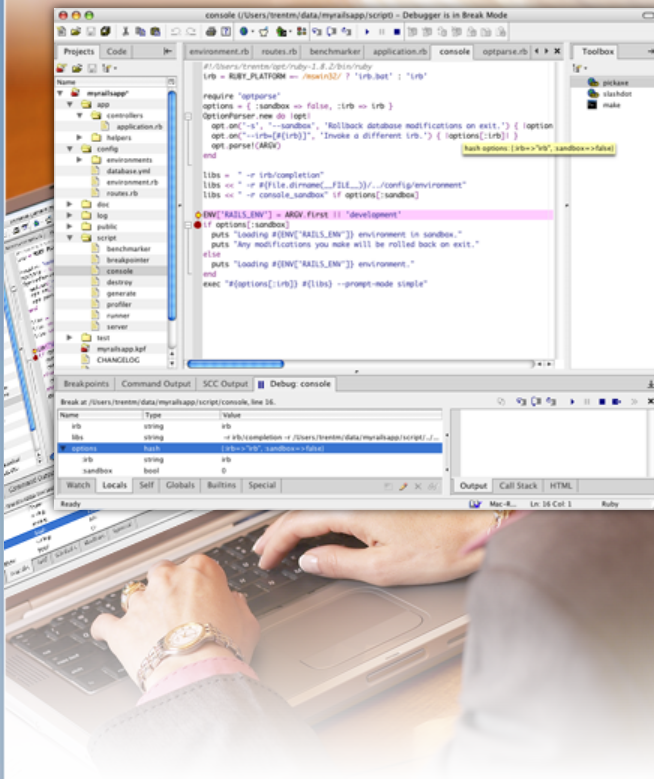 console (/Users/trentm/data/myrailsapp/script) – Debugger is in Break Mode
Projects Code
environment.rb routes.rb benchmarker application.rb console optparse.rb
Toolbox
Name
myrailsapp*
app
controllers
application.rb
helpers
config
environments
database.yml
environment.rb
routes.rb
doc
log
public
script
benchmarker
breakpointer
console
destroy
generate
profiler
runner
server
test
myrailsapp.kpf
CHANGELOG
#!/Users/trentm/opt/ruby-1.8.2/bin/ruby
irb = RUBY_PLATFORM =~ /mswin32/ ? 'irb.bat' : 'irb'
require 'optparse'
options = { :sandbox => false, :irb => irb }
OptionParser.new do |opt|
opt.on('-s', '--sandbox', 'Rollback database modifications on exit.') { |option
opt.on("--irb=[#{irb}]", 'Invoke a different irb.') { |options[:irb]| }
opt.parse!(ARGV)
end
hash options: {:irb=>"irb", :sandbox=>false}
libs = " -r irb/completion"
libs << " -r #{File.dirname(__FILE__)}/../config/environment"
libs << " -r console_sandbox" if options[:sandbox]
ENV['RAILS_ENV'] = ARGV.first || 'development'
if options[:sandbox]
puts "Loading #{ENV['RAILS_ENV']} environment in sandbox."
puts "Any modifications you make will be rolled back on exit."
else
puts "Loading #{ENV['RAILS_ENV']} environment."
end
exec "#{options[:irb]} #{libs} --prompt-mode simple"
pickaxe
slashdot
make
Breakpoints Command Output SCC Output Debug: console
Break at /Users/trentm/data/myrailsapp/script/console, line 16.
Name Type Value
irb string irb
libs string -r irb/completion -r /Users/trentm/data/myrailsapp/script/../...
options hash {:irb=>"irb", :sandbox=>false}
:irb string irb
:sandbox bool 0
Watch Locals Self Globals Builtins Special
Output Call Stack HTML
Ready
Mac-R... Ln: 16 Col: 1 Ruby